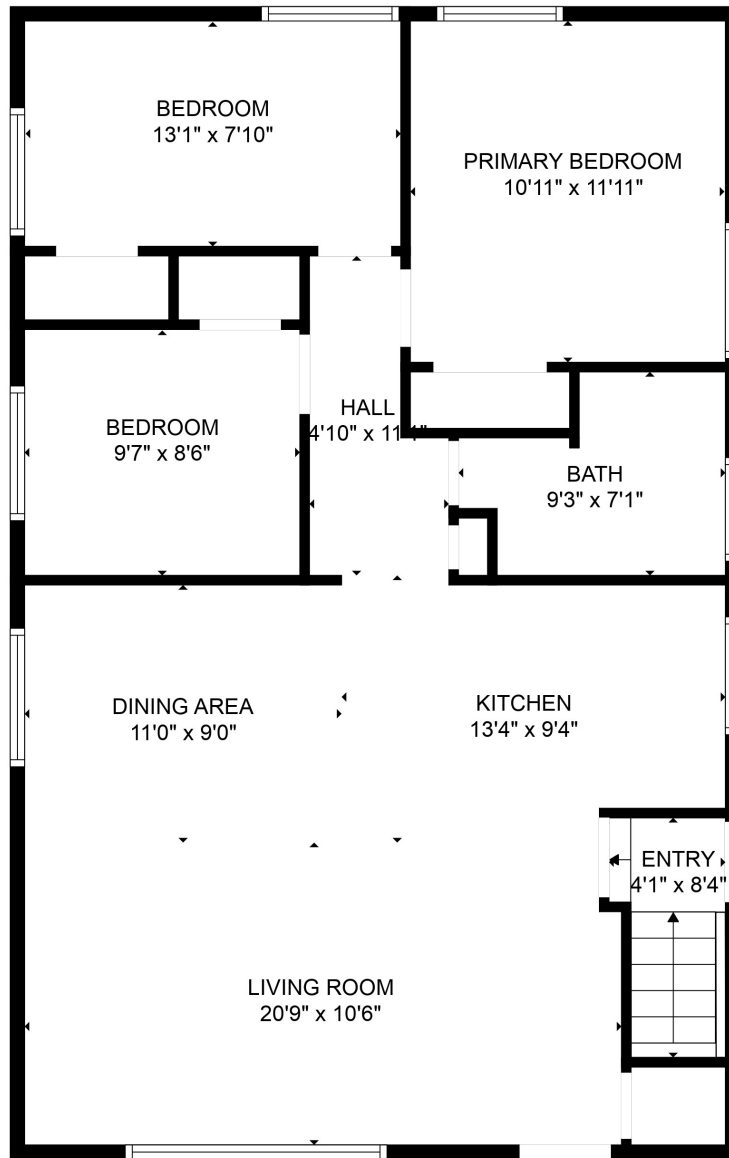 BEDROOM
13'1" x 7'10"
PRIMARY BEDROOM
10'11" x 11'11"
BEDROOM
9'7" x 8'6"
HALL
4'10" x
BATH
9'3" x 7'1"
DINING AREA
11'0" x 9'0"
KITCHEN
13'4" x 9'4"
ENTRY
4'1" x 8'4"
LIVING ROOM
20'9" x 10'6"